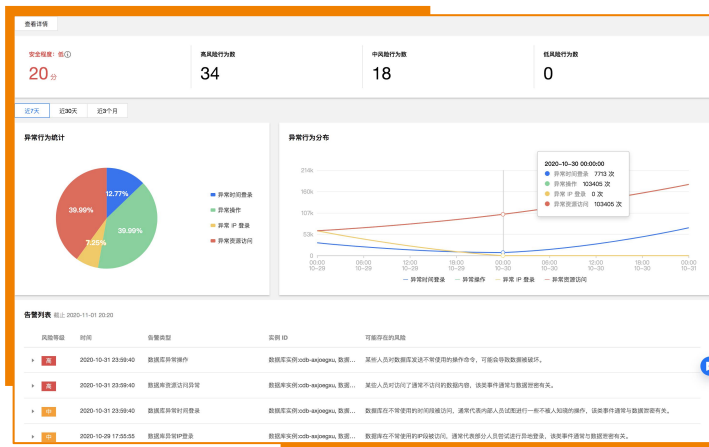 查看详情
安全程度：低
高风险行为数
中风险行为数
低风险行为数
20 分
34
18
0
近7天
近30天
近3个月
异常行为统计
12.77%
39.99%
7.25%
39.99%
异常时间登录
异常操作
异常 IP 登录
异常资源访问
异常行为分布
214k
160k
107k
53k
0
00:00 10-29
06:00 10-29
12:00 10-29
18:00 10-29
00:00 10-30
06:00 10-30
12:00 10-30
18:00 10-30
00:00 10-31
2020-10-30 00:00:00
异常时间登录 7713 次
异常操作 103405 次
异常 IP 登录 0 次
异常资源访问 103405 次
异常时间登录 异常操作 异常 IP 登录 异常资源访问
告警列表 截止 2020-11-01 20:20
风险等级 时间 告警类型 实例 ID 可能存在的风险
高 2020-10-31 23:59:40 数据库异常操作 数据库实例:cdb-axjoegxu, 数据... 某些人员对数据库发送不常使用的操作命令，可能会导致数据被破坏。
高 2020-10-31 23:59:40 数据库资源访问异常 数据库实例:cdb-axjoegxu, 数据... 某些人员访问了通常不访问的数据内容，该类事件通常与数据泄密有关。
中 2020-10-31 23:59:40 数据库异常时间登录 数据库实例:cdb-axjoegxu, 数据... 数据库在不常使用的时间段被访问，通常代表内部人员试图进行一些不被人知晓的操作，该类事件通常与数据泄密有关。
中 2020-10-29 17:55:55 数据库异常IP登录 数据库实例:cdb-axjoegxu, 数据... 数据库在不常使用的IP段被访问，通常代表部分人员尝试进行异地登录，该类事件通常与数据泄密有关。